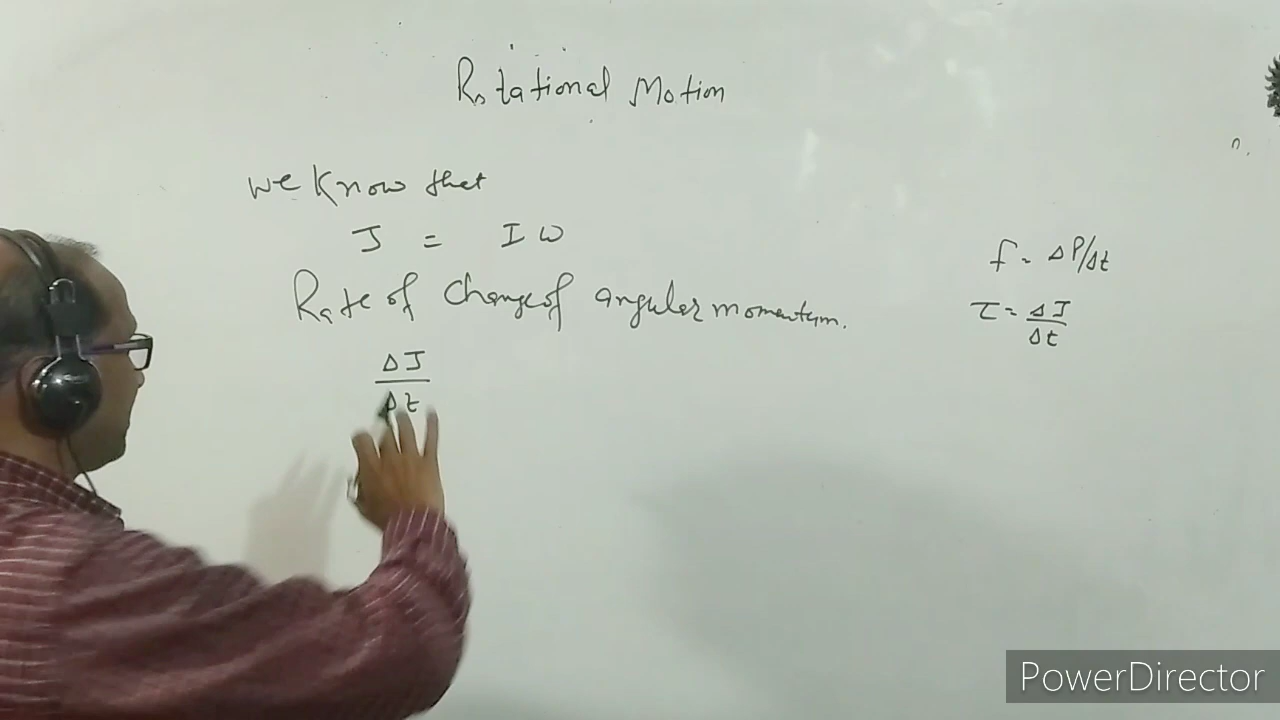 Rotational Motion
We know that
J = I ω
Rate of change of angular momentum.
ΔJ
Δt
f = ΔP/Δt
τ = ΔJ
Δt
PowerDirector